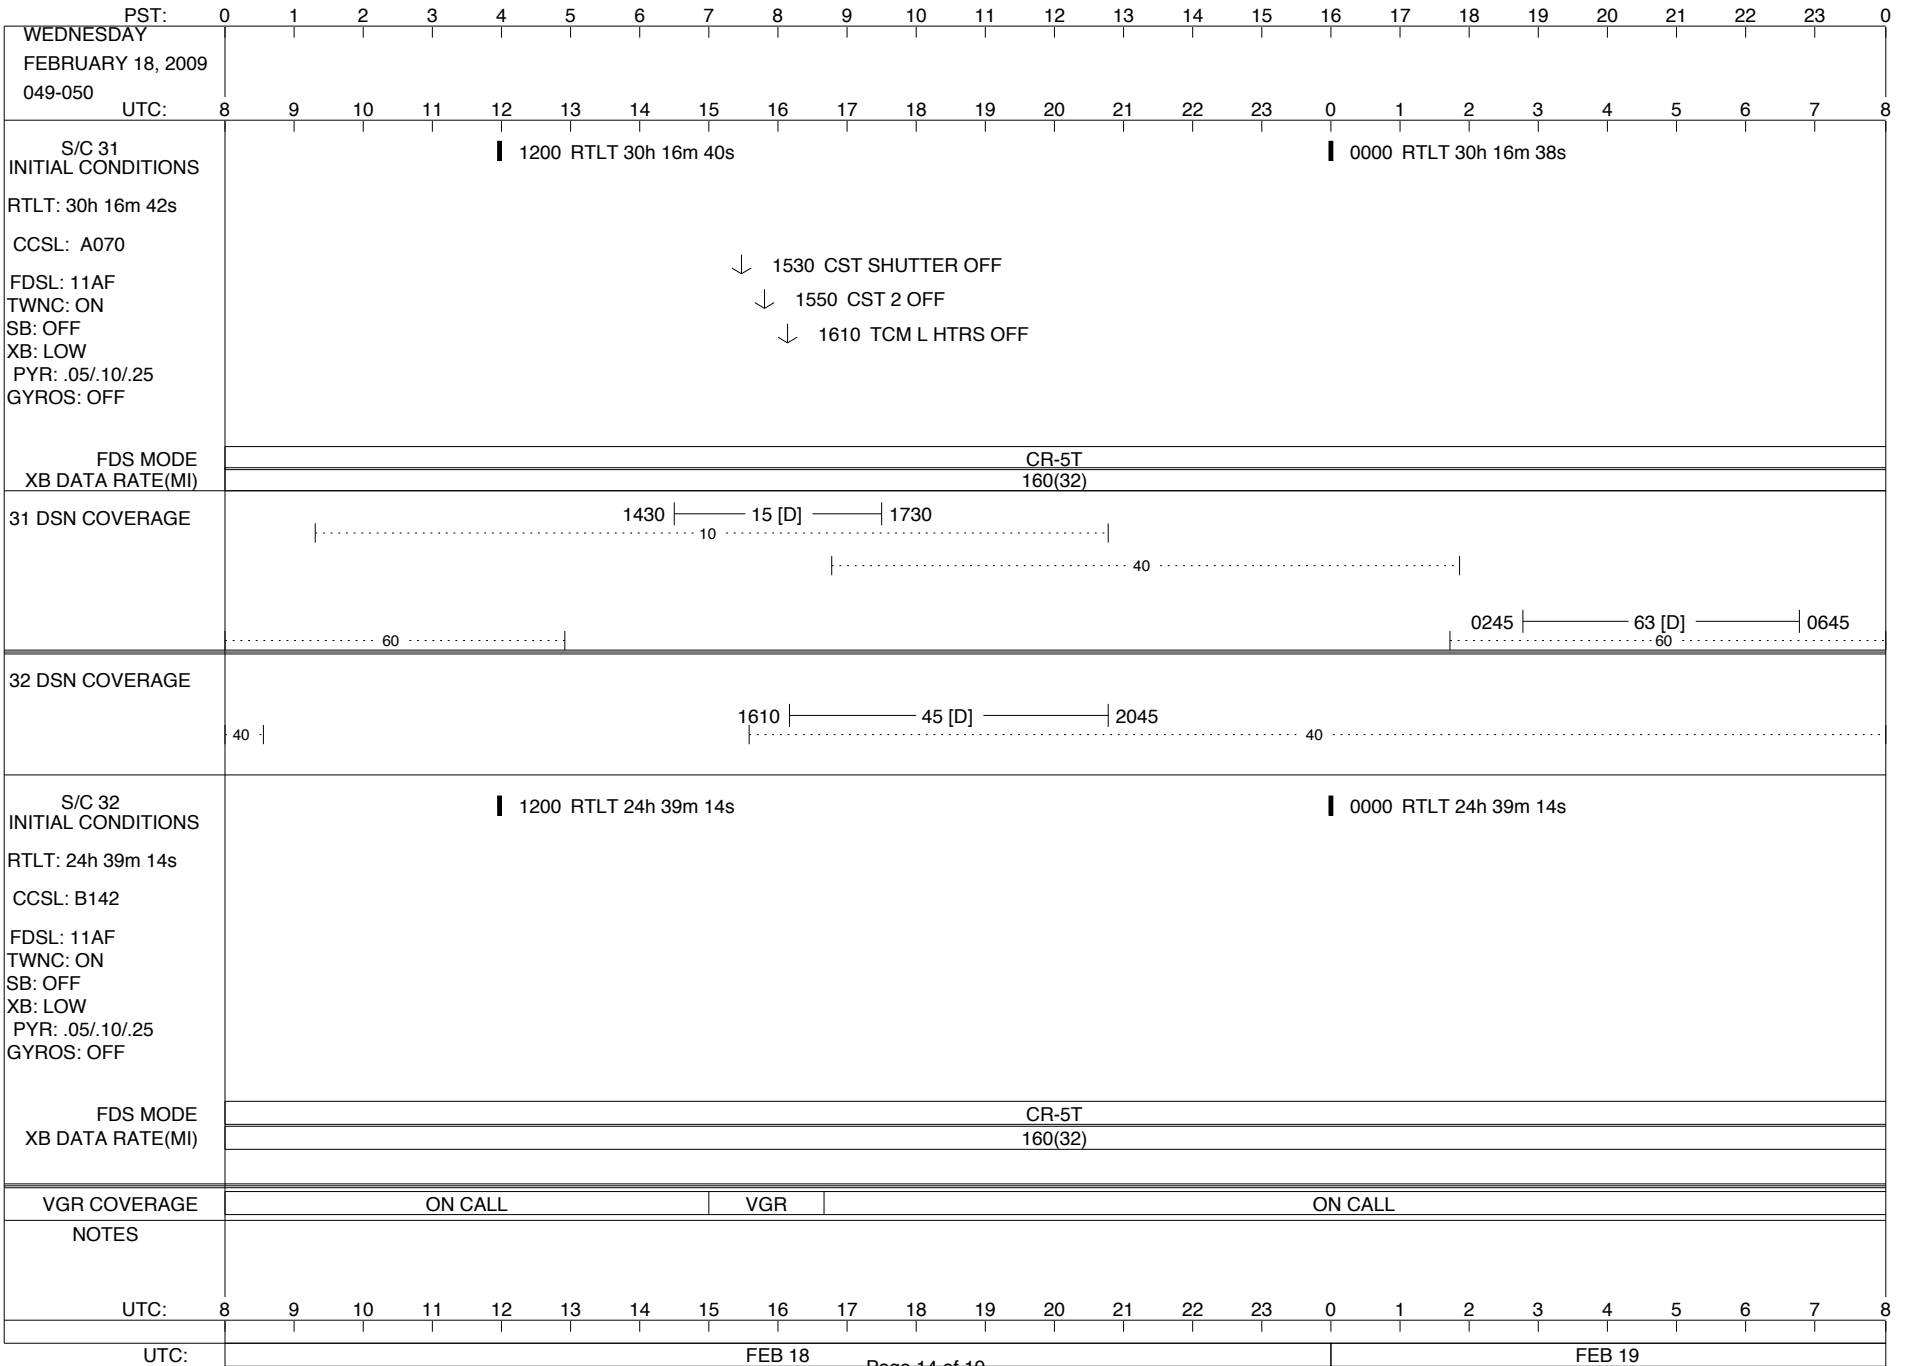 PST: 0 1 2 3 4 5 6 7 8 9 10 11 12 13 14 15 16 17 18 19 20 21 22 23 0
WEDNESDAY
FEBRUARY 18, 2009
049-050
UTC: 8 9 10 11 12 13 14 15 16 17 18 19 20 21 22 23 0 1 2 3 4 5 6 7 8
S/C 31
INITIAL CONDITIONS
1200 RTLT 30h 16m 40s
0000 RTLT 30h 16m 38s
RTLT: 30h 16m 42s
CCSL: A070
FDSL: 11AF
TWNC: ON
SB: OFF
XB: LOW
PYR: .05/.10/.25
GYROS: OFF
1530 CST SHUTTER OFF
1550 CST 2 OFF
1610 TCM L HTRS OFF
FDS MODE CR-5T
XB DATA RATE(MI) 160(32)
31 DSN COVERAGE
1430 15 [D] 1730
10
40
0245 63 [D] 0645
60 60
32 DSN COVERAGE
1610 45 [D] 2045
40 40
S/C 32
INITIAL CONDITIONS
1200 RTLT 24h 39m 14s
0000 RTLT 24h 39m 14s
RTLT: 24h 39m 14s
CCSL: B142
FDSL: 11AF
TWNC: ON
SB: OFF
XB: LOW
PYR: .05/.10/.25
GYROS: OFF
FDS MODE CR-5T
XB DATA RATE(MI) 160(32)
VGR COVERAGE ON CALL VGR ON CALL
NOTES
UTC: 8 9 10 11 12 13 14 15 16 17 18 19 20 21 22 23 0 1 2 3 4 5 6 7 8
UTC: FEB 18 FEB 19
Page 14 of 19